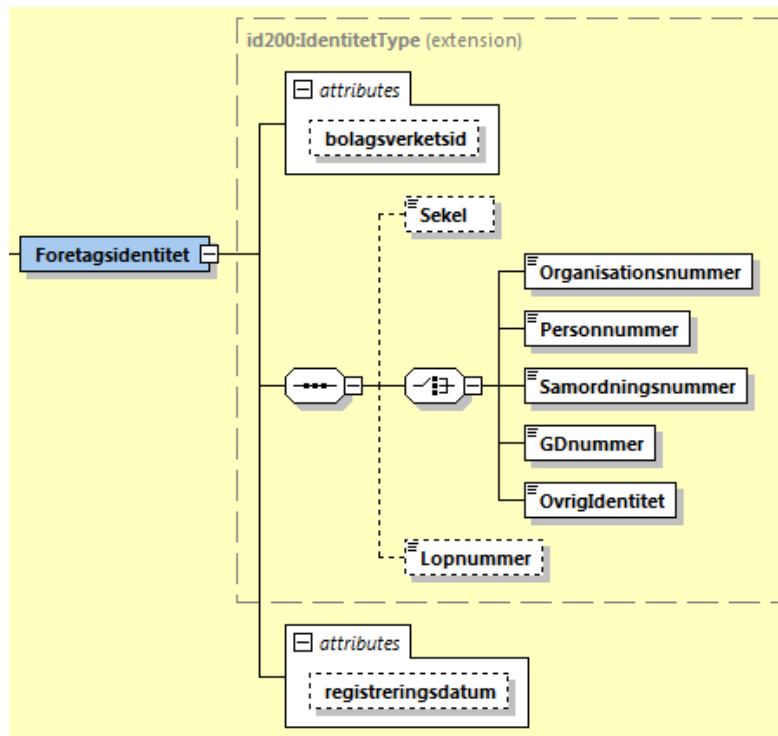 id200:IdentitetType (extension)
attributes
bolagsverketsid
Sekel
Foretagsidentitet
Organisationsnummer
Personnummer
Samordningsnummer
GDnummer
OvrigIdentitet
Lopnummer
attributes
registreringsdatum